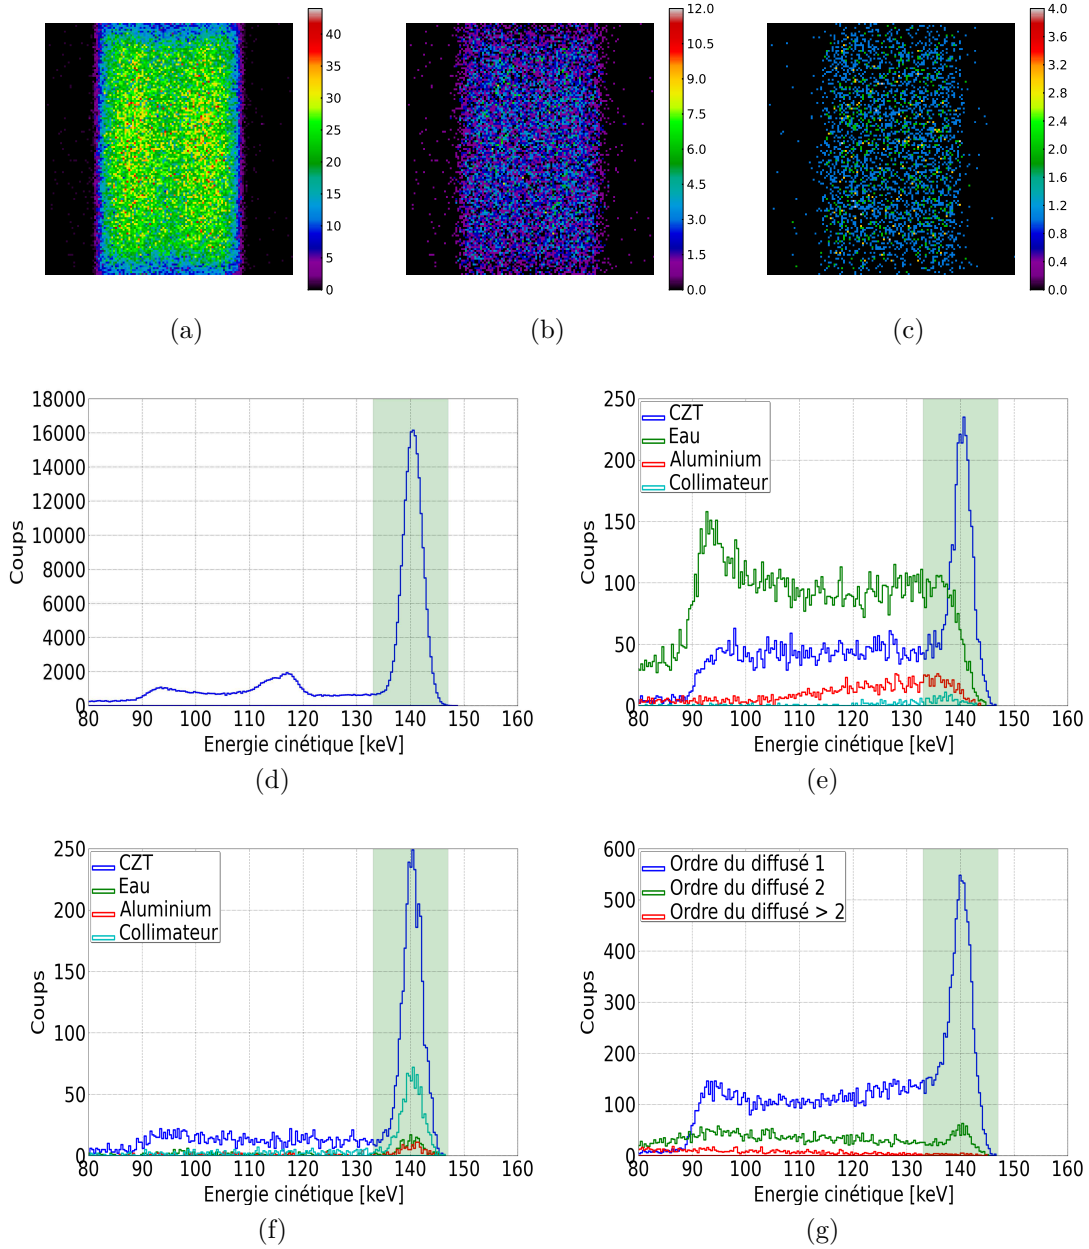 40
35
30
25
20
15
10
5
0
(a)
12.0
10.5
9.0
7.5
6.0
4.5
3.0
1.5
0.0
(b)
4.0
3.6
3.2
2.8
2.4
2.0
1.6
1.2
0.8
0.4
0.0
(c)
18000
16000
14000
12000
10000
8000
6000
4000
2000
0
Coups
80 90 100 110 120 130 140 150 160
Energie cinétique [keV]
(d)
250
200
150
100
50
0
Coups
CZT
Eau
Aluminium
Collimateur
80 90 100 110 120 130 140 150 160
Energie cinétique [keV]
(e)
250
200
150
100
50
0
Coups
CZT
Eau
Aluminium
Collimateur
80 90 100 110 120 130 140 150 160
Energie cinétique [keV]
(f)
600
500
400
300
200
100
0
Coups
Ordre du diffusé 1
Ordre du diffusé 2
Ordre du diffusé > 2
80 90 100 110 120 130 140 150 160
Energie cinétique [keV]
(g)